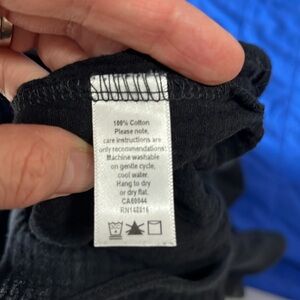 100% Cotton
Please note,
care instructions are
only recommendations:
Machine washable
on gentle cycle,
cool water.
Hang to dry
or dry flat.
CA60044